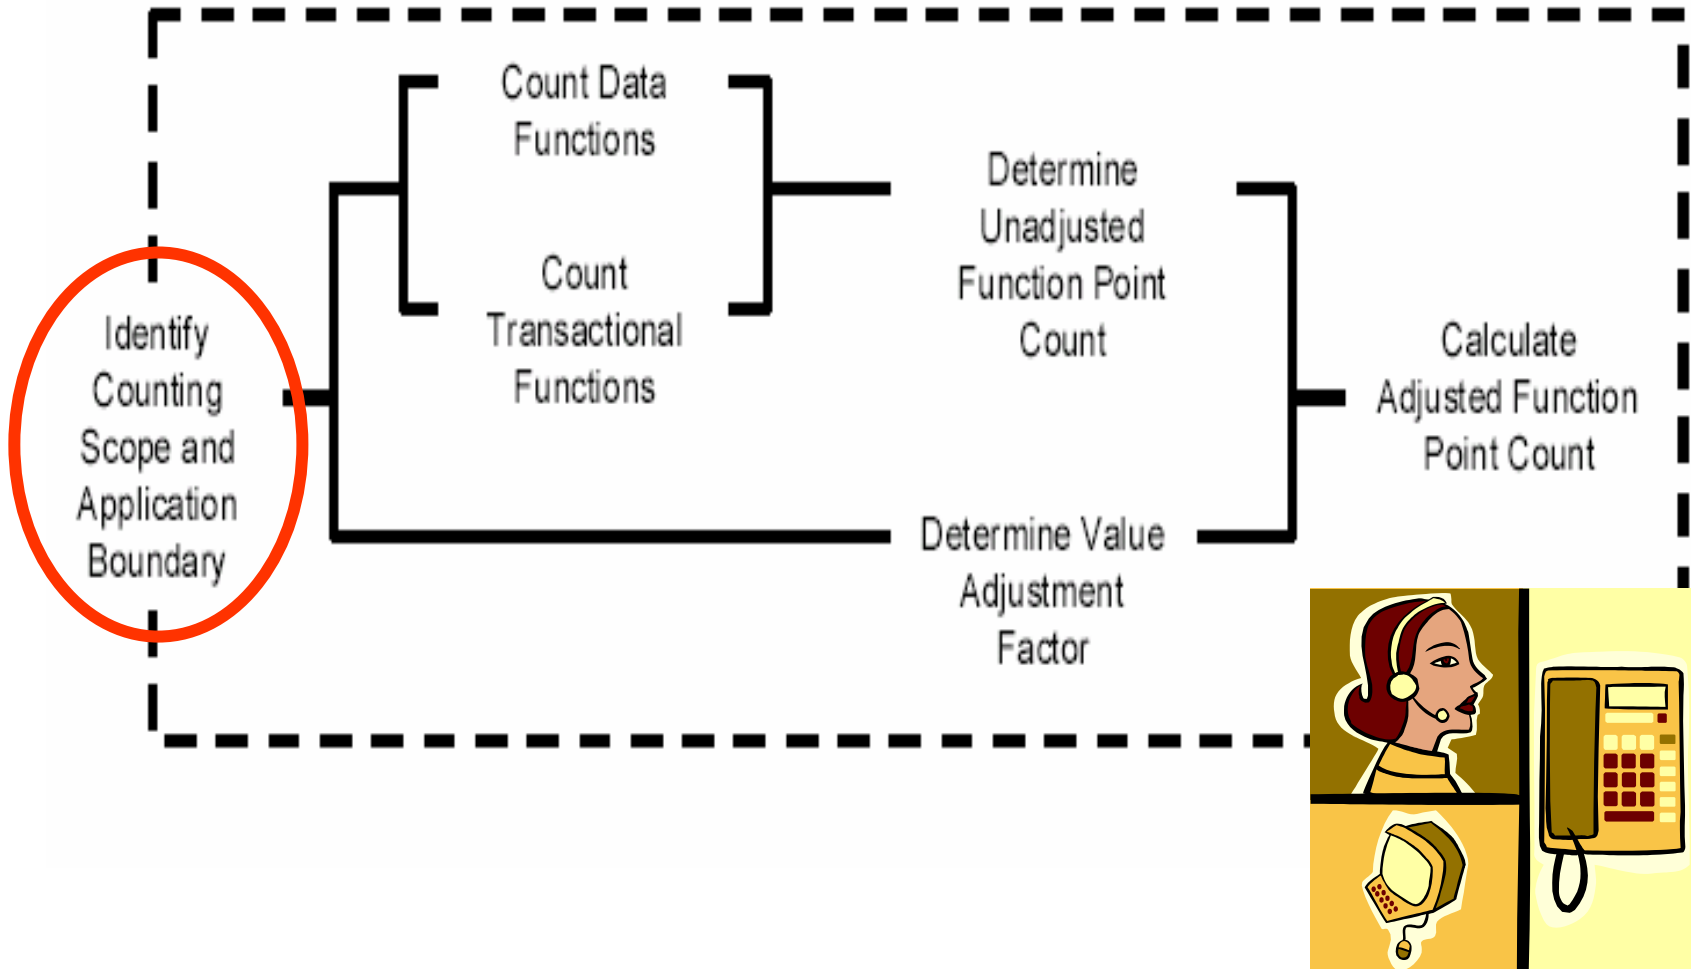 Identify
Counting
Scope and
Application
Boundary
Count Data
Functions
Count
Transactional
Functions
Determine
Unadjusted
Function Point
Count
Determine Value
Adjustment
Factor
Calculate
Adjusted Function
Point Count